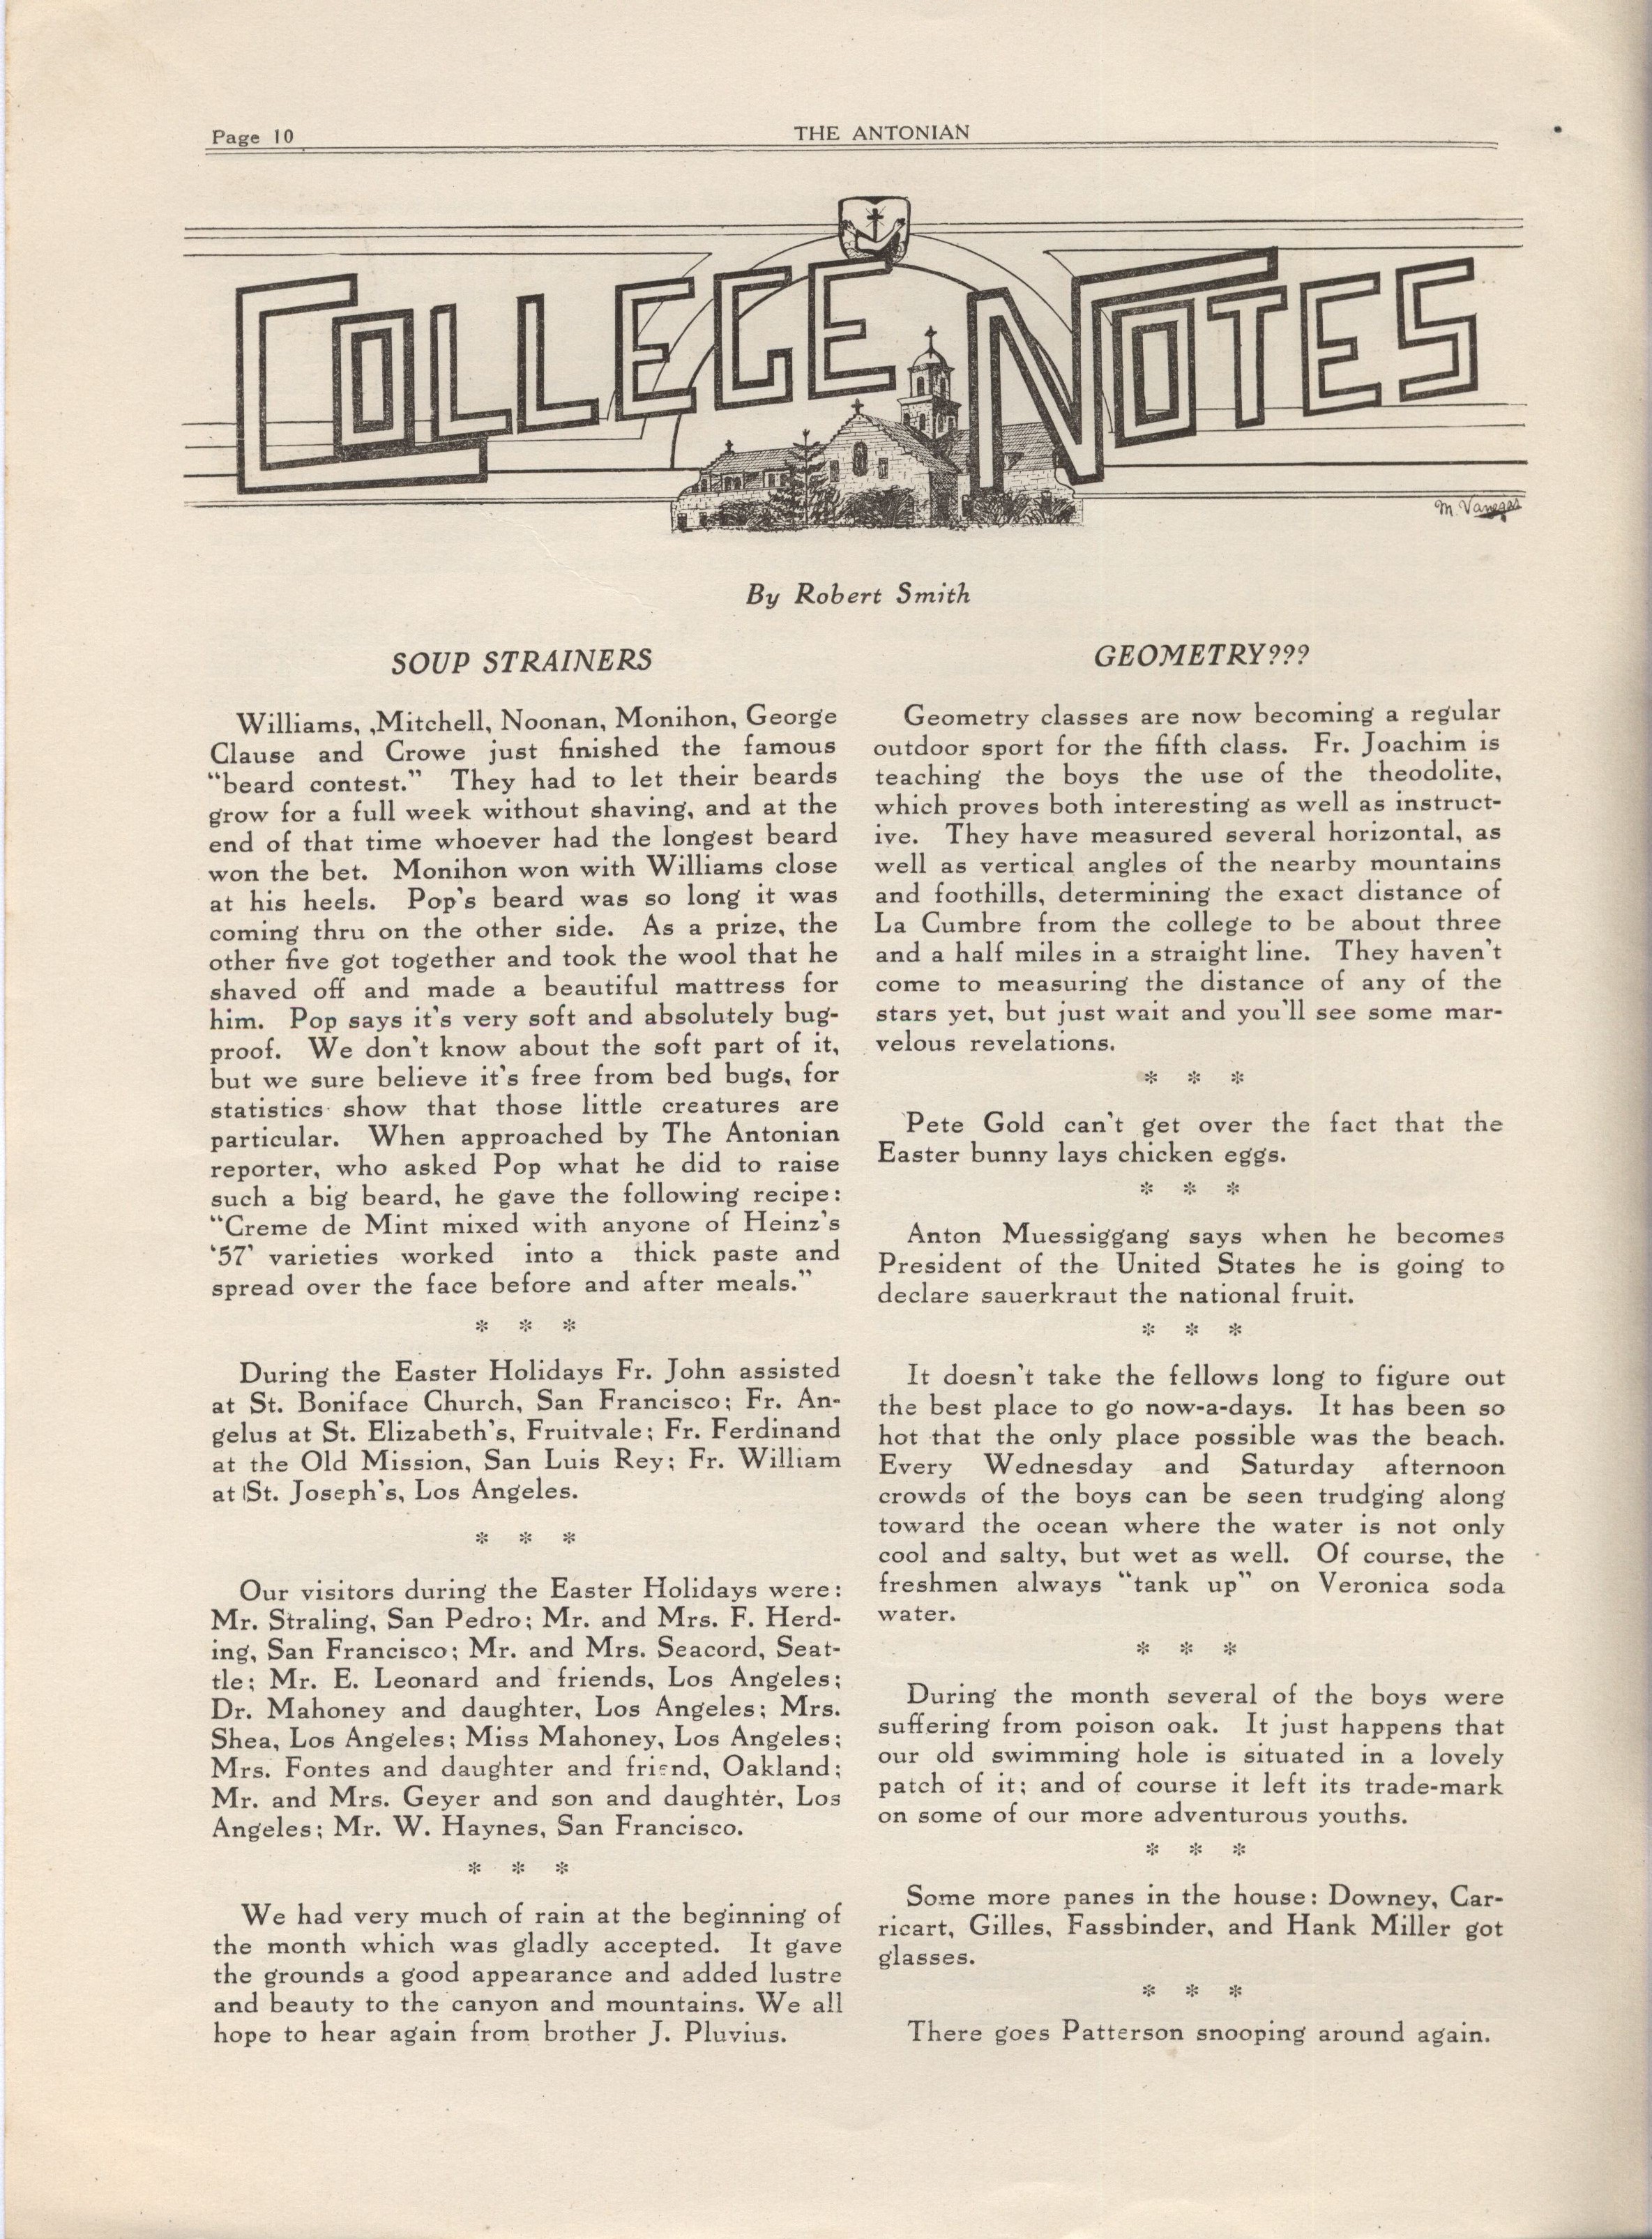 Page 10
THE ANTONIAN
COLLEGE NOTES
M. Vanegas
By Robert Smith
SOUP STRAINERS
Williams, ,Mitchell, Noonan, Monihon, George
Clause and Crowe just finished the famous
“beard contest.” They had to let their beards
grow for a full week without shaving, and at the
end of that time whoever had the longest beard
won the bet. Monihon won with Williams close
at his heels. Pop's beard was so long it was
coming thru on the other side. As a prize, the
other five got together and took the wool that he
shaved off and made a beautiful mattress for
him. Pop says it's very soft and absolutely bug-
proof. We don't know about the soft part of it,
but we sure believe it's free from bed bugs, for
statistics show that those little creatures are
particular. When approached by The Antonian
reporter, who asked Pop what he did to raise
such a big beard, he gave the following recipe:
“Creme de Mint mixed with anyone of Heinz's
‘57’ varieties worked into a thick paste and
spread over the face before and after meals.”
* * *
During the Easter Holidays Fr. John assisted
at St. Boniface Church, San Francisco; Fr. An-
gelus at St. Elizabeth's, Fruitvale; Fr. Ferdinand
at the Old Mission, San Luis Rey; Fr. William
at St. Joseph's, Los Angeles.
* * *
Our visitors during the Easter Holidays were:
Mr. Straling, San Pedro; Mr. and Mrs. F. Herd-
ing, San Francisco; Mr. and Mrs. Seacord, Seat-
tle; Mr. E. Leonard and friends, Los Angeles;
Dr. Mahoney and daughter, Los Angeles; Mrs.
Shea, Los Angeles; Miss Mahoney, Los Angeles;
Mrs. Fontes and daughter and friend, Oakland;
Mr. and Mrs. Geyer and son and daughter, Los
Angeles; Mr. W. Haynes, San Francisco.
* * *
We had very much of rain at the beginning of
the month which was gladly accepted. It gave
the grounds a good appearance and added lustre
and beauty to the canyon and mountains. We all
hope to hear again from brother J. Pluvius.
GEOMETRY???
Geometry classes are now becoming a regular
outdoor sport for the fifth class. Fr. Joachim is
teaching the boys the use of the theodolite,
which proves both interesting as well as instruct-
ive. They have measured several horizontal, as
well as vertical angles of the nearby mountains
and foothills, determining the exact distance of
La Cumbre from the college to be about three
and a half miles in a straight line. They haven't
come to measuring the distance of any of the
stars yet, but just wait and you'll see some mar-
velous revelations.
* * *
Pete Gold can't get over the fact that the
Easter bunny lays chicken eggs.
* * *
Anton Muessiggang says when he becomes
President of the United States he is going to
declare sauerkraut the national fruit.
* * *
It doesn't take the fellows long to figure out
the best place to go now-a-days. It has been so
hot that the only place possible was the beach.
Every Wednesday and Saturday afternoon
crowds of the boys can be seen trudging along
toward the ocean where the water is not only
cool and salty, but wet as well. Of course, the
freshmen always “tank up” on Veronica soda
water.
* * *
During the month several of the boys were
suffering from poison oak. It just happens that
our old swimming hole is situated in a lovely
patch of it; and of course it left its trade-mark
on some of our more adventurous youths.
* * *
Some more panes in the house: Downey, Car-
ricart, Gilles, Fassbinder, and Hank Miller got
glasses.
* * *
There goes Patterson snooping around again.